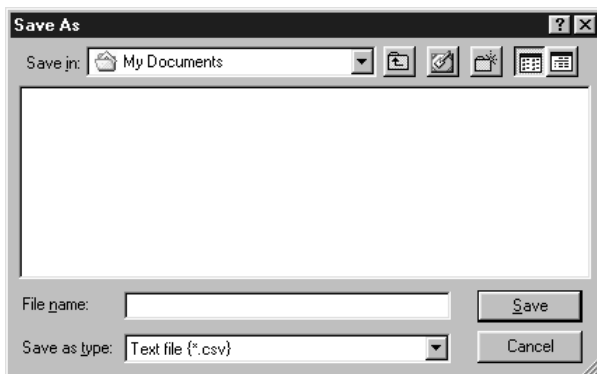 Save As
Save in: My Documents
File name:
Save
Save as type: Text file {*.csv}
Cancel